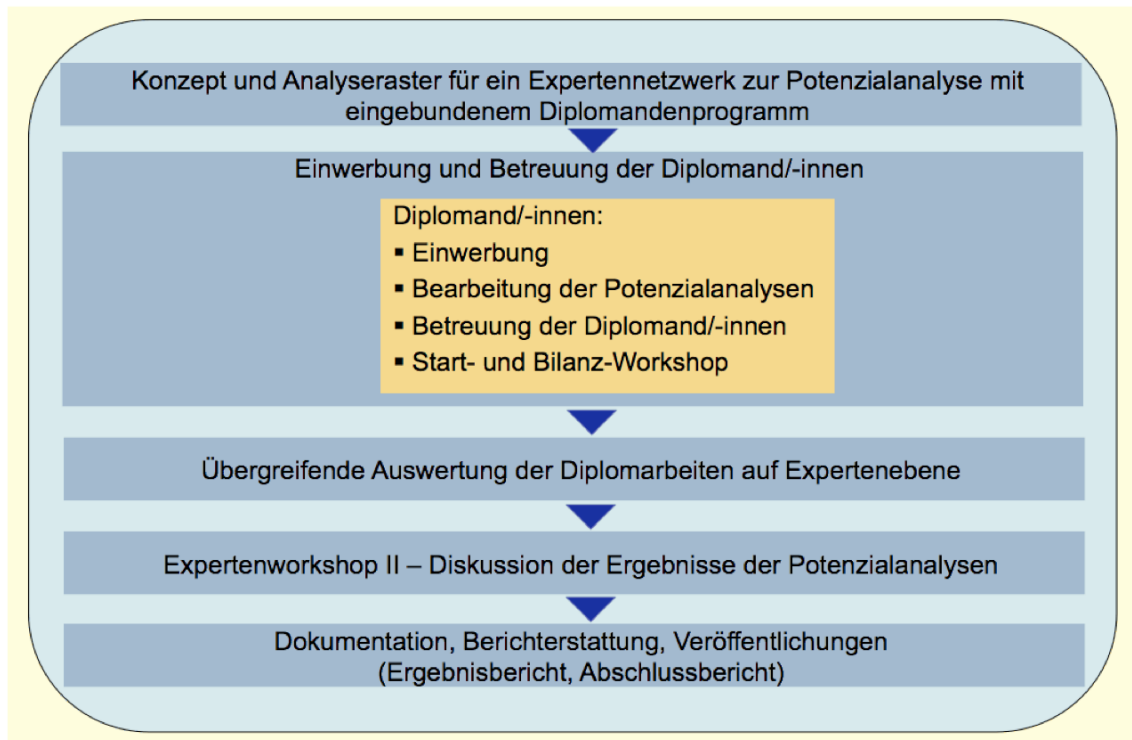 Konzept und Analyseraster für ein Expertennetzwerk zur Potenzialanalyse mit
eingebundenem Diplomandenprogramm
Einwerbung und Betreuung der Diplomand/-innen
Diplomand/-innen:
▪ Einwerbung
▪ Bearbeitung der Potenzialanalysen
▪ Betreuung der Diplomand/-innen
▪ Start- und Bilanz-Workshop
Übergreifende Auswertung der Diplomarbeiten auf Expertenebene
Expertenworkshop II – Diskussion der Ergebnisse der Potenzialanalysen
Dokumentation, Berichterstattung, Veröffentlichungen
(Ergebnisbericht, Abschlussbericht)